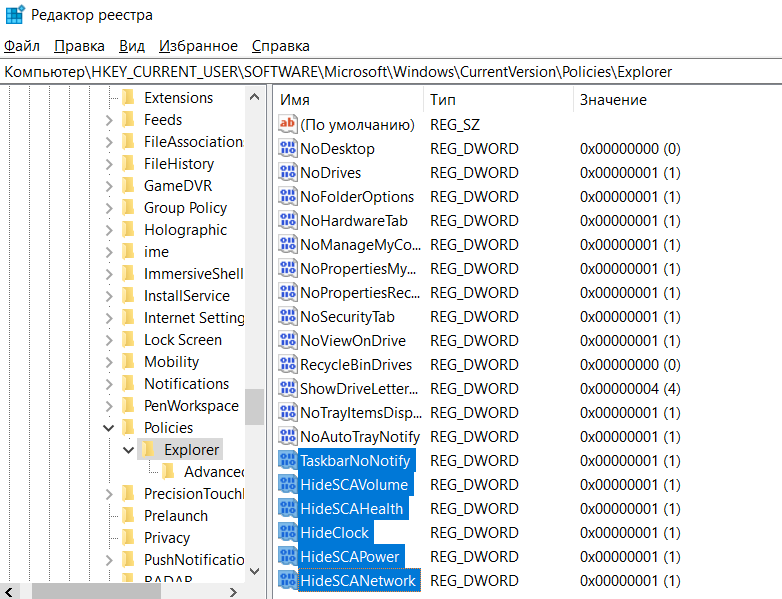 Редактор реестра
Файл Правка Вид Избранное Справка
Компьютер\HKEY_CURRENT_USER\SOFTWARE\Microsoft\Windows\CurrentVersion\Policies\Explorer
Extensions
Feeds
FileAssociation
FileHistory
GameDVR
Group Policy
Holographic
ime
ImmersiveShell
InstallService
Internet Setting
Lock Screen
Mobility
Notifications
PenWorkspace
Policies
Explorer
Advanced
PrecisionTouchl
Prelaunch
Privacy
PushNotificatio
RADAR
Имя Тип Значение
ab (По умолчанию) REG_SZ
NoDesktop REG_DWORD 0x00000000 (0)
NoDrives REG_DWORD 0x00000001 (1)
NoFolderOptions REG_DWORD 0x00000001 (1)
NoHardwareTab REG_DWORD 0x00000001 (1)
NoManageMyCo... REG_DWORD 0x00000001 (1)
NoPropertiesMy... REG_DWORD 0x00000001 (1)
NoPropertiesRec... REG_DWORD 0x00000001 (1)
NoSecurityTab REG_DWORD 0x00000001 (1)
NoViewOnDrive REG_DWORD 0x00000001 (1)
RecycleBinDrives REG_DWORD 0x00000000 (0)
ShowDriveLetter... REG_DWORD 0x00000004 (4)
NoTrayItemsDisp... REG_DWORD 0x00000001 (1)
NoAutoTrayNotify REG_DWORD 0x00000001 (1)
TaskbarNoNotify REG_DWORD 0x00000001 (1)
HideSCAVolume REG_DWORD 0x00000001 (1)
HideSCAHealth REG_DWORD 0x00000001 (1)
HideClock REG_DWORD 0x00000001 (1)
HideSCAPower REG_DWORD 0x00000001 (1)
HideSCANetwork REG_DWORD 0x00000001 (1)